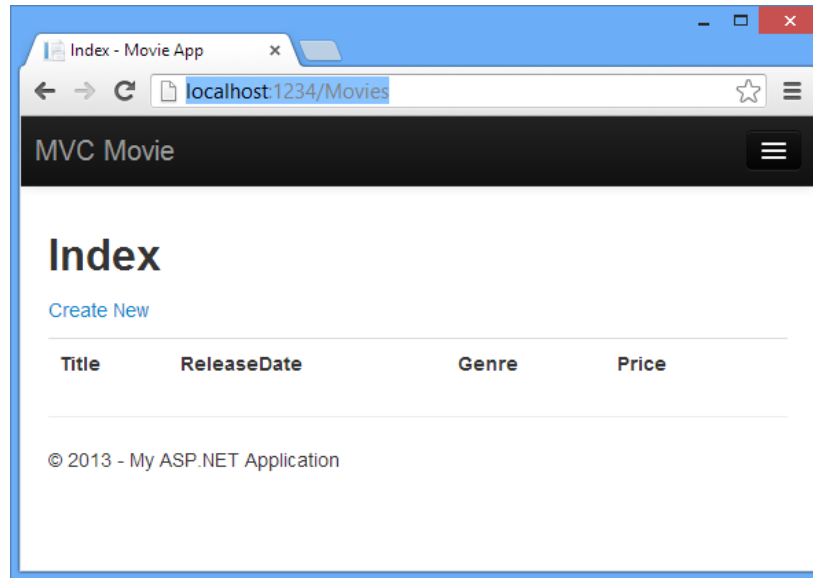 Index - Movie App
localhost:1234/Movies
MVC Movie
Index
Create New
Title ReleaseDate Genre Price
© 2013 - My ASP.NET Application